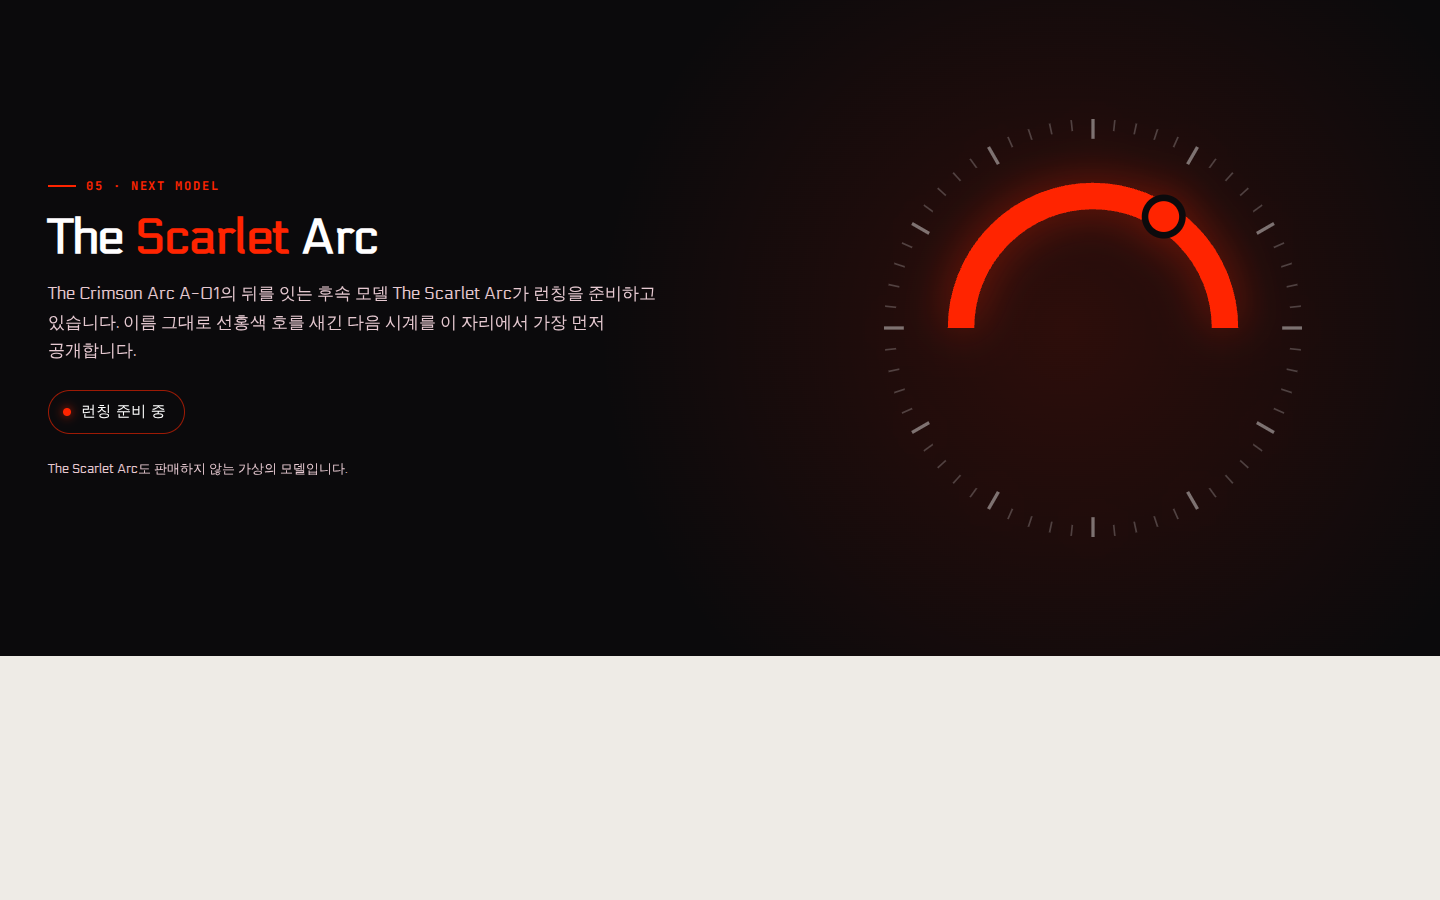 05 · NEXT MODEL
The Scarlet Arc
The Crimson Arc A-01의 뒤를 잇는 후속 모델 The Scarlet Arc가 런칭을 준비하고
있습니다. 이름 그대로 선홍색 호를 새긴 다음 시계를 이 자리에서 가장 먼저
공개합니다.
런칭 준비 중
The Scarlet Arc도 판매하지 않는 가상의 모델입니다.